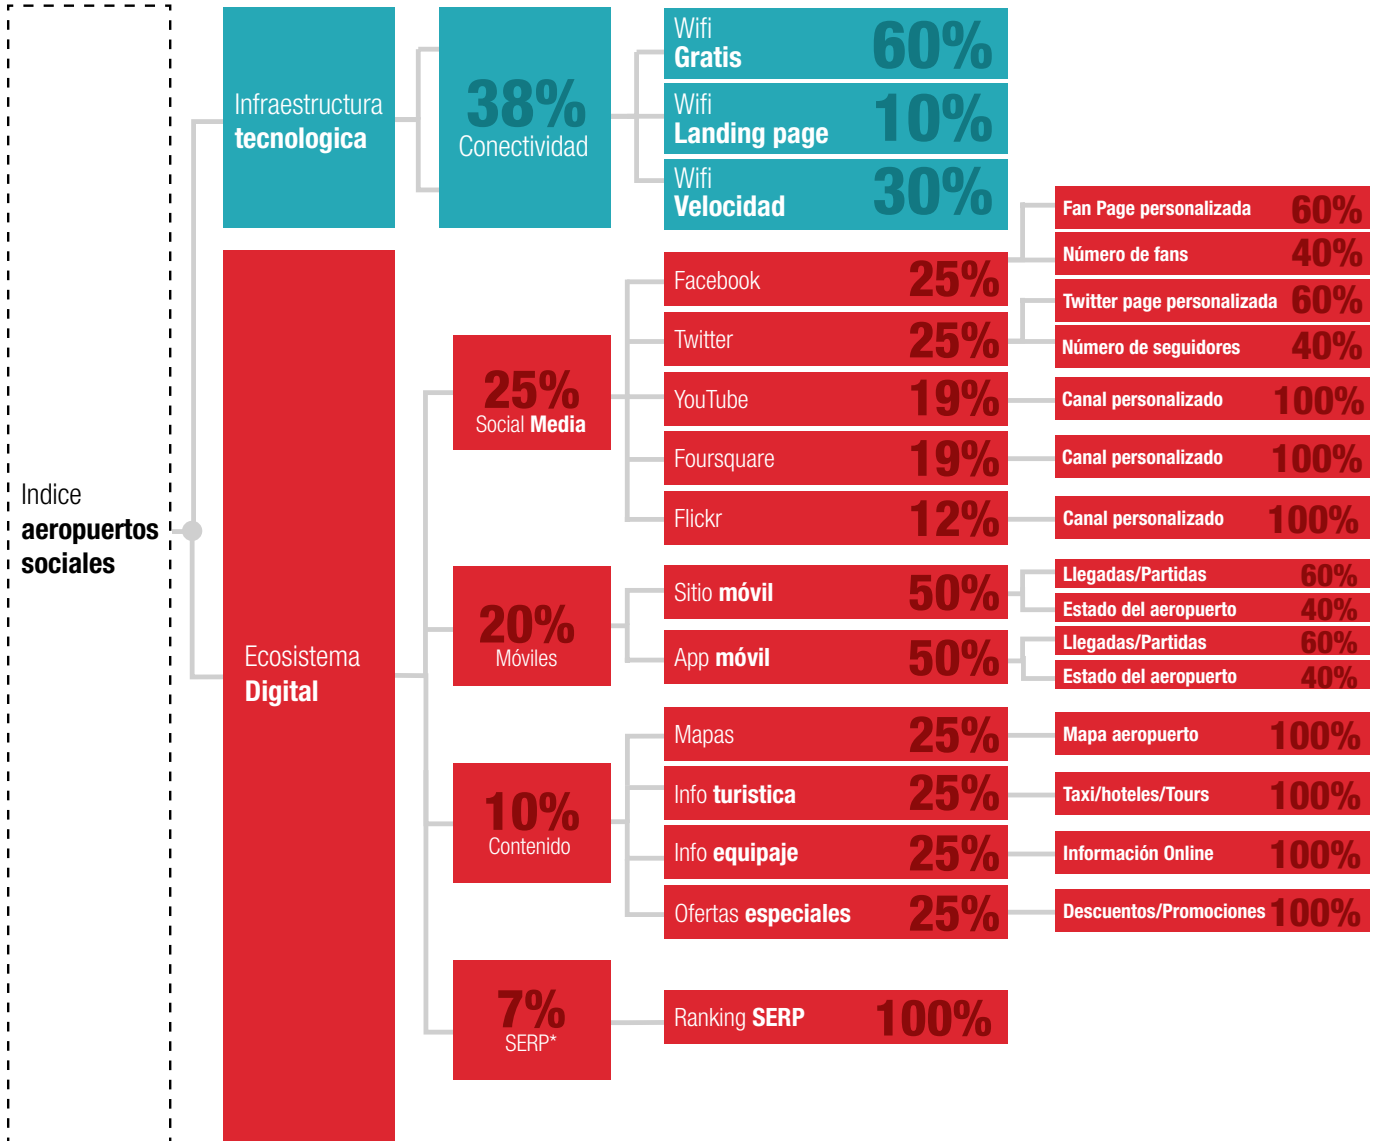 Indice
aeropuertos
sociales
Infraestructura
tecnologica
38%
Conectividad
Wifi
Gratis
60%
Wifi
Landing page
10%
Wifi
Velocidad
30%
Ecosistema
Digital
25%
Social Media
Facebook 25%
Fan Page personalizada 60%
Número de fans 40%
Twitter 25%
Twitter page personalizada 60%
Número de seguidores 40%
YouTube 19%
Canal personalizado 100%
Foursquare 19%
Canal personalizado 100%
Flickr 12%
Canal personalizado 100%
20%
Móviles
Sitio móvil 50%
Llegadas/Partidas 60%
Estado del aeropuerto 40%
App móvil 50%
Llegadas/Partidas 60%
Estado del aeropuerto 40%
10%
Contenido
Mapas 25%
Mapa aeropuerto 100%
Info turistica 25%
Taxi/hoteles/Tours 100%
Info equipaje 25%
Información Online 100%
Ofertas especiales 25%
Descuentos/Promociones 100%
7%
SERP*
Ranking SERP 100%